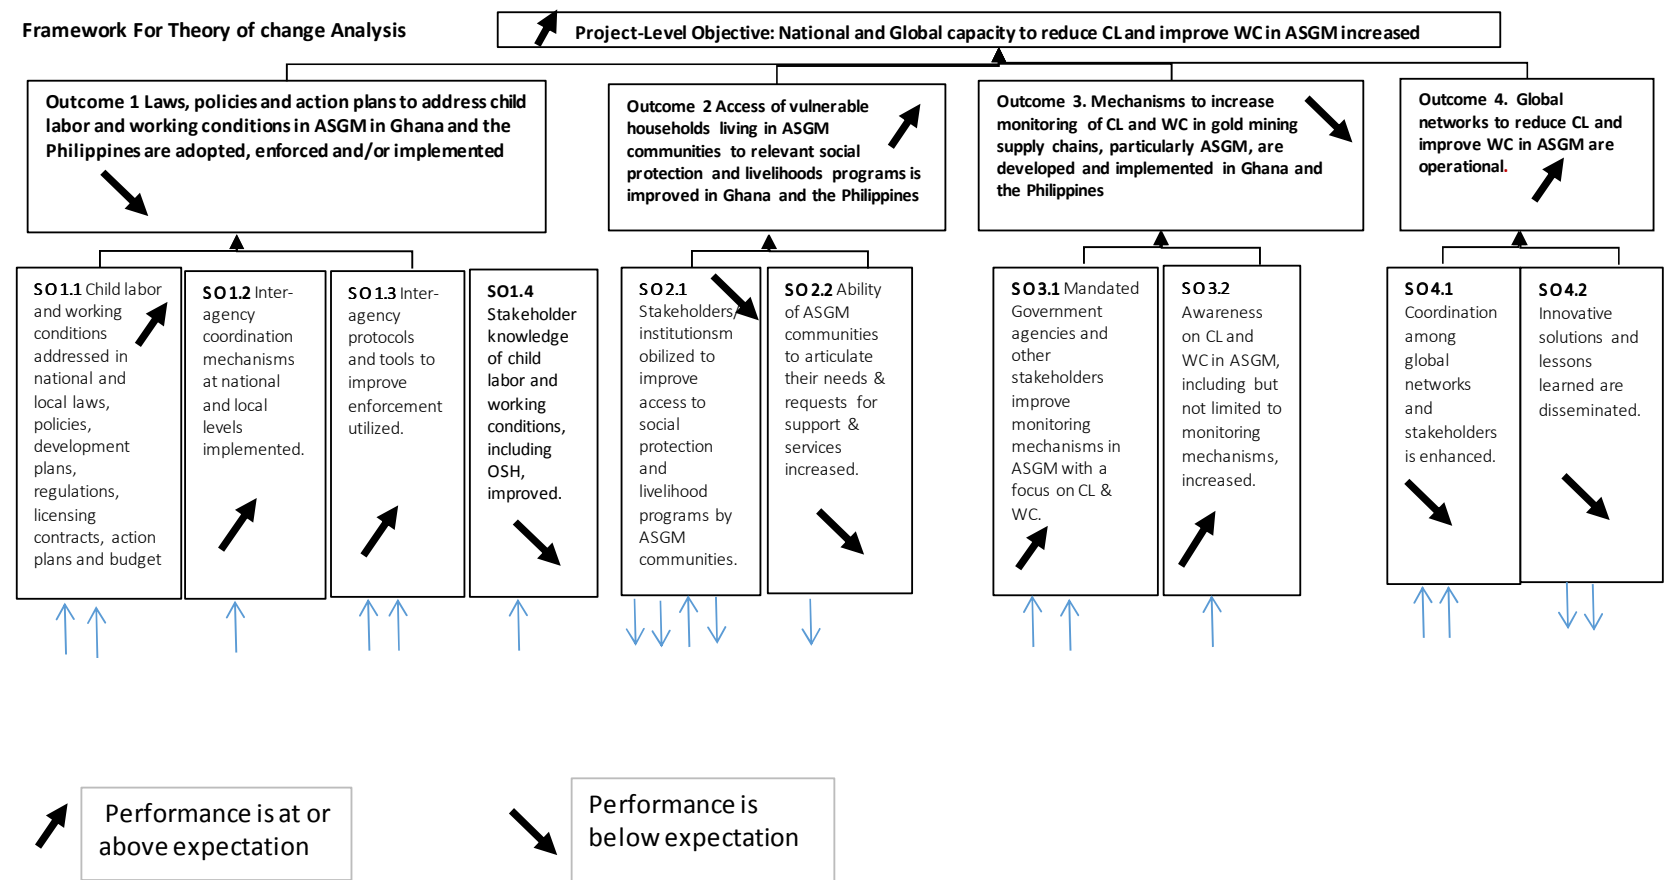 Framework For Theory of change Analysis
Project-Level Objective: National and Global capacity to reduce CL and improve WC in ASGM increased
Outcome 1 Laws, policies and action plans to address child
labor and working conditions in ASGM in Ghana and the
Philippines are adopted, enforced and/or implemented
Outcome 2 Access of vulnerable
households living in ASGM
communities to relevant social
protection and livelihoods programs is
improved in Ghana and the Philippines
Outcome 3. Mechanisms to increase
monitoring of CL and WC in gold mining
supply chains, particularly ASGM, are
developed and implemented in Ghana and
the Philippines
Outcome 4. Global
networks to reduce CL and
improve WC in ASGM are
operational.
SO1.1 Child labor
and working
conditions
addressed in
national and
local laws,
policies,
development
plans,
regulations,
licensing
contracts, action
plans and budget
SO1.2 Inter-
agency
coordination
mechanisms
at national
and local
levels
implemented.
SO1.3 Inter-
agency
protocols
and tools to
improve
enforcement
utilized.
SO1.4
Stakeholder
knowledge
of child
labor and
working
conditions,
including
OSH,
improved.
SO2.1
Stakeholders/
institutionsm
obilized to
improve
access to
social
protection
and
livelihood
programs by
ASGM
communities.
SO2.2 Ability
of ASGM
communities
to articulate
their needs &
requests for
support &
services
increased.
SO3.1 Mandated
Government
agencies and
other
stakeholders
improve
monitoring
mechanisms in
ASGM with a
focus on CL &
WC.
SO3.2
Awareness
on CL and
WC in ASGM,
including but
not limited to
monitoring
mechanisms,
increased.
SO4.1
Coordination
among
global
networks
and
stakeholders
is enhanced.
SO4.2
Innovative
solutions and
lessons
learned are
disseminated.
Performance is at or
above expectation
Performance is
below expectation